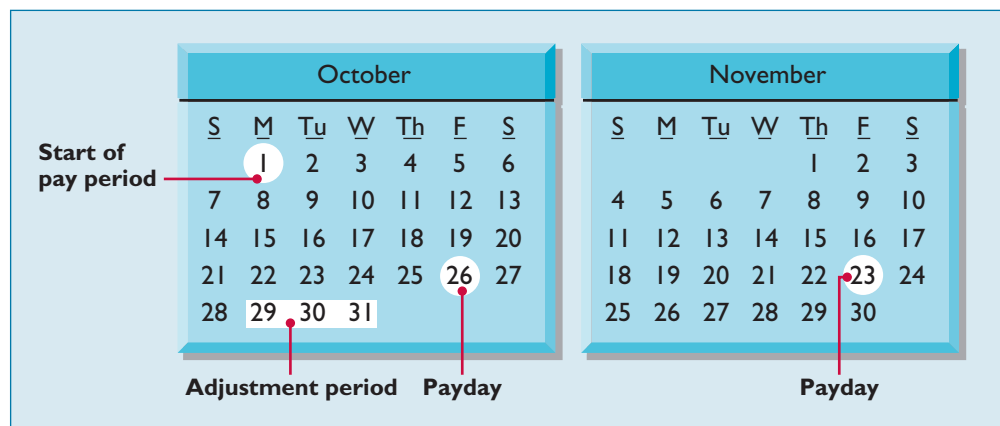 October
S M Tu W Th F S
1 2 3 4 5 6
7 8 9 10 11 12 13
14 15 16 17 18 19 20
21 22 23 24 25 26 27
28 29 30 31
November
S M Tu W Th F S
1 2 3
4 5 6 7 8 9 10
11 12 13 14 15 16 17
18 19 20 21 22 23 24
25 26 27 28 29 30
Start of
pay period
Adjustment period
Payday
Payday